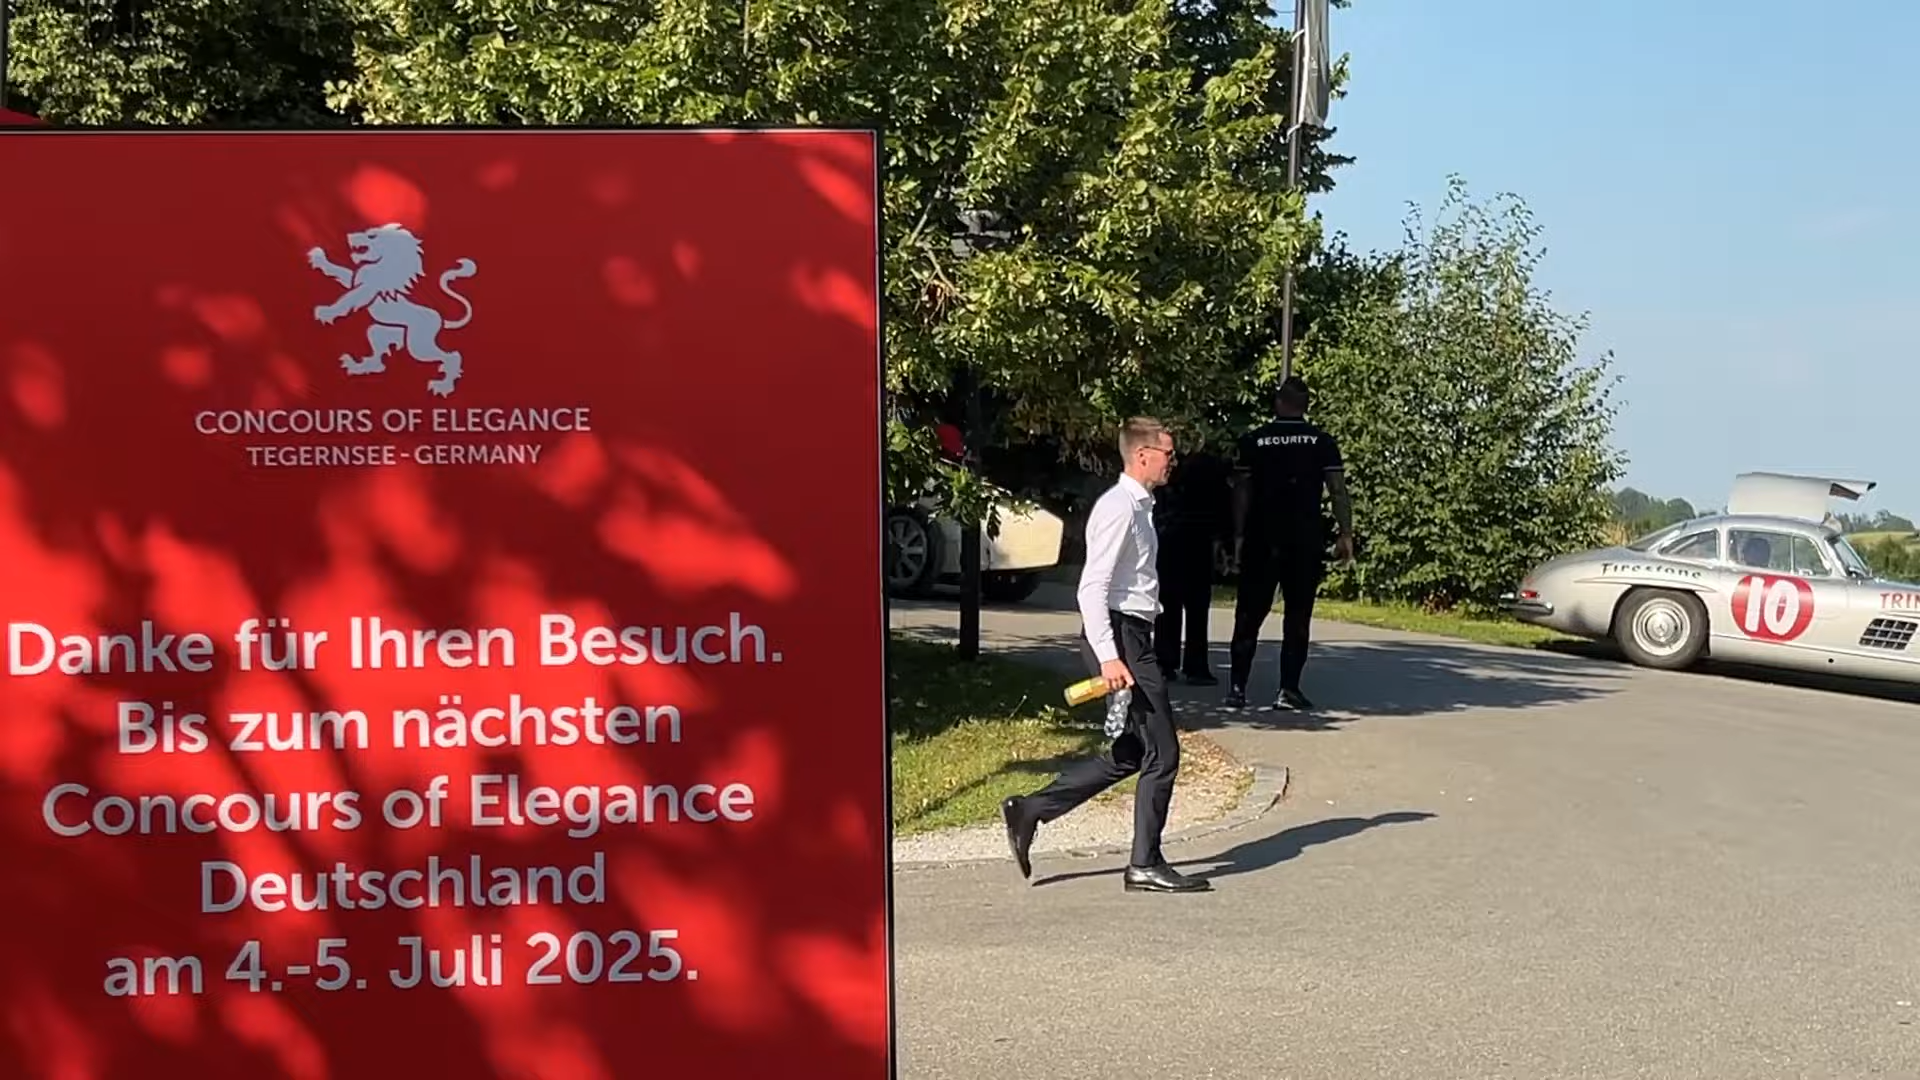 CONCOURS OF ELEGANCE
TEGERNSEE-GERMANY
Danke für Ihren Besuch.
Bis zum nächsten
Concours of Elegance
Deutschland
am 4.-5. Juli 2025.
SECURITY
Firestone
10